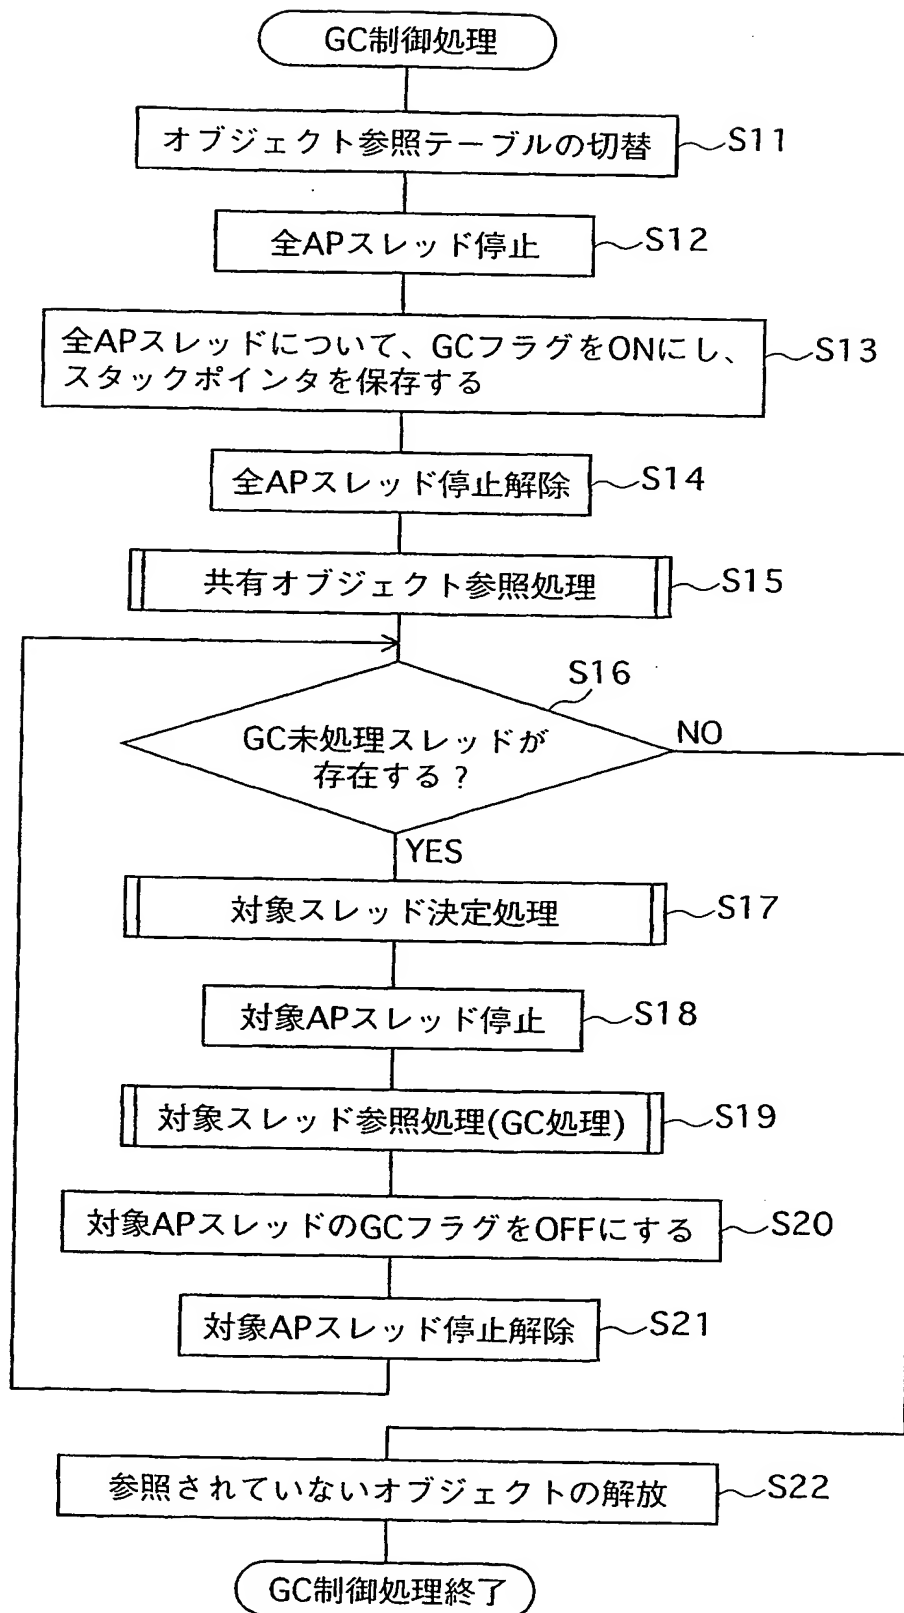 GC制御処理
オブジェクト参照テーブルの切替
S11
全APスレッド停止
S12
全APスレッドについて、GCフラグをONにし、
スタックポインタを保存する
S13
全APスレッド停止解除
S14
共有オブジェクト参照処理
S15
S16
GC未処理スレッドが
存在する?
NO
YES
対象スレッド決定処理
S17
対象APスレッド停止
S18
対象スレッド参照処理(GC処理)
S19
対象APスレッドのGCフラグをOFFにする
S20
対象APスレッド停止解除
S21
参照されていないオブジェクトの解放
S22
GC制御処理終了